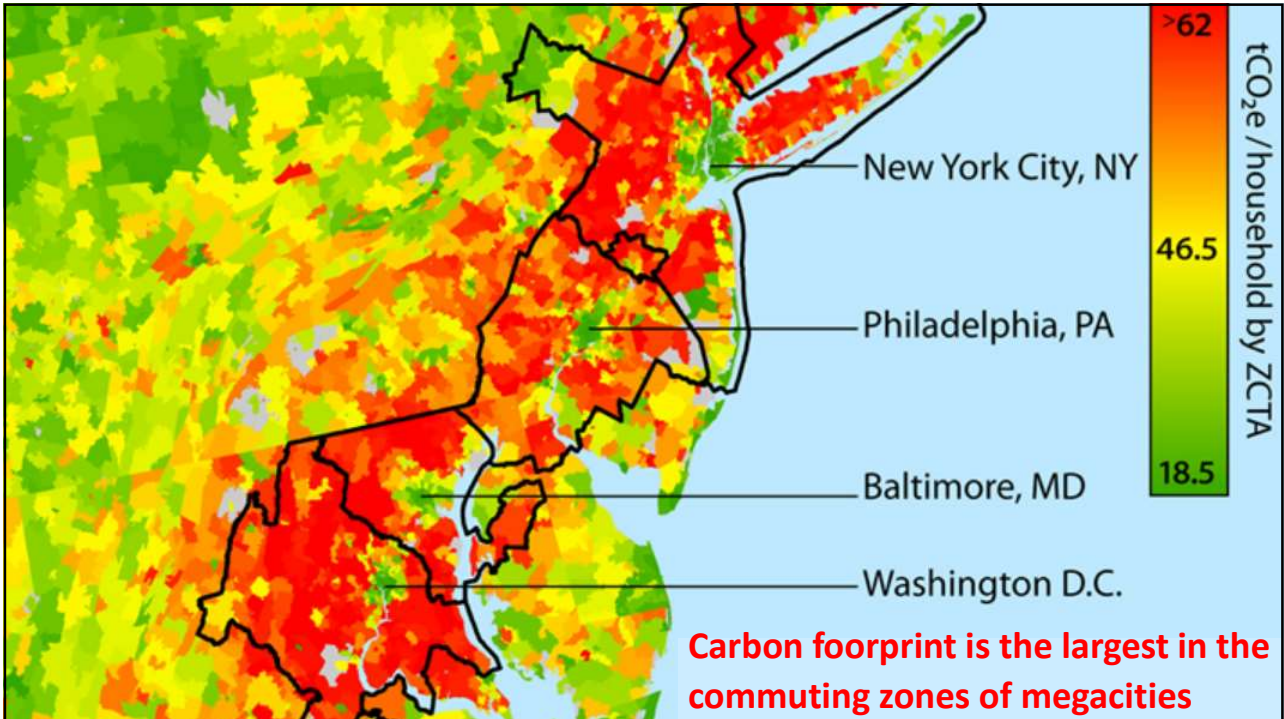 >62
46.5
18.5
tCO₂e / household by ZCTA
New York City, NY
Philadelphia, PA
Baltimore, MD
Washington D.C.
Carbon foorprint is the largest in the
commuting zones of megacities